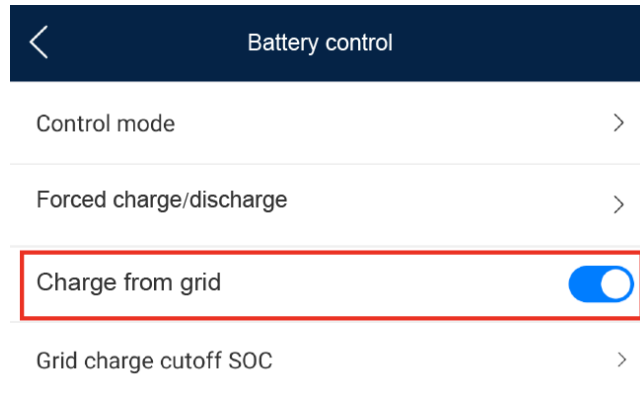 Battery control
Control mode
Forced charge/discharge
Charge from grid
Grid charge cutoff SOC